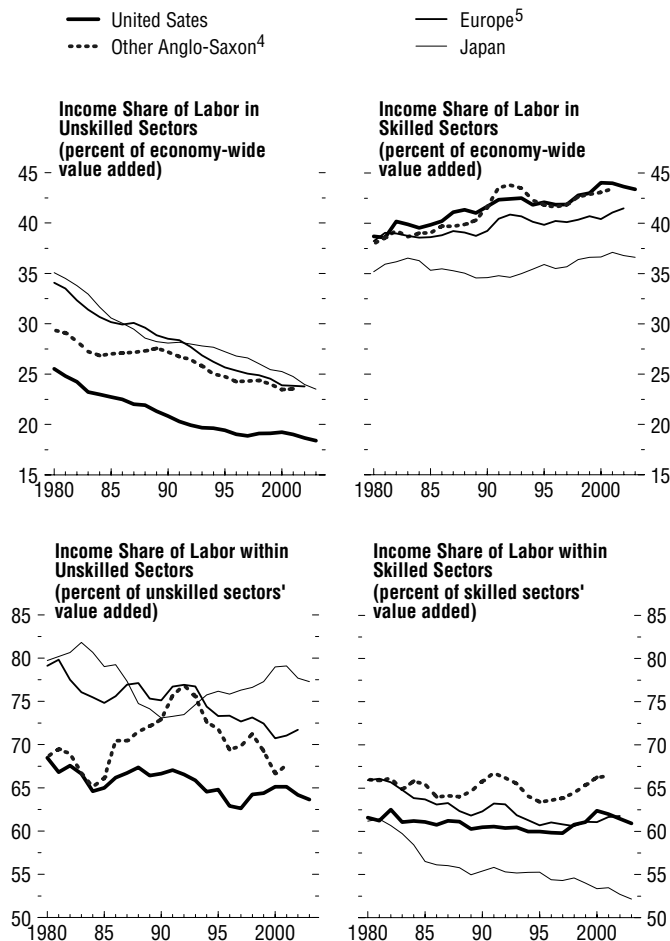 United Sates
Other Anglo-Saxon4
Europe5
Japan
Income Share of Labor in
Unskilled Sectors
(percent of economy-wide
value added)
45
40
35
30
25
20
15
1980 85 90 95 2000
Income Share of Labor in
Skilled Sectors
(percent of economy-wide
value added)
45
40
35
30
25
20
15
1980 85 90 95 2000
Income Share of Labor within
Unskilled Sectors
(percent of unskilled sectors'
value added)
85
80
75
70
65
60
55
50
1980 85 90 95 2000
Income Share of Labor within
Skilled Sectors
(percent of skilled sectors'
value added)
85
80
75
70
65
60
55
50
1980 85 90 95 2000